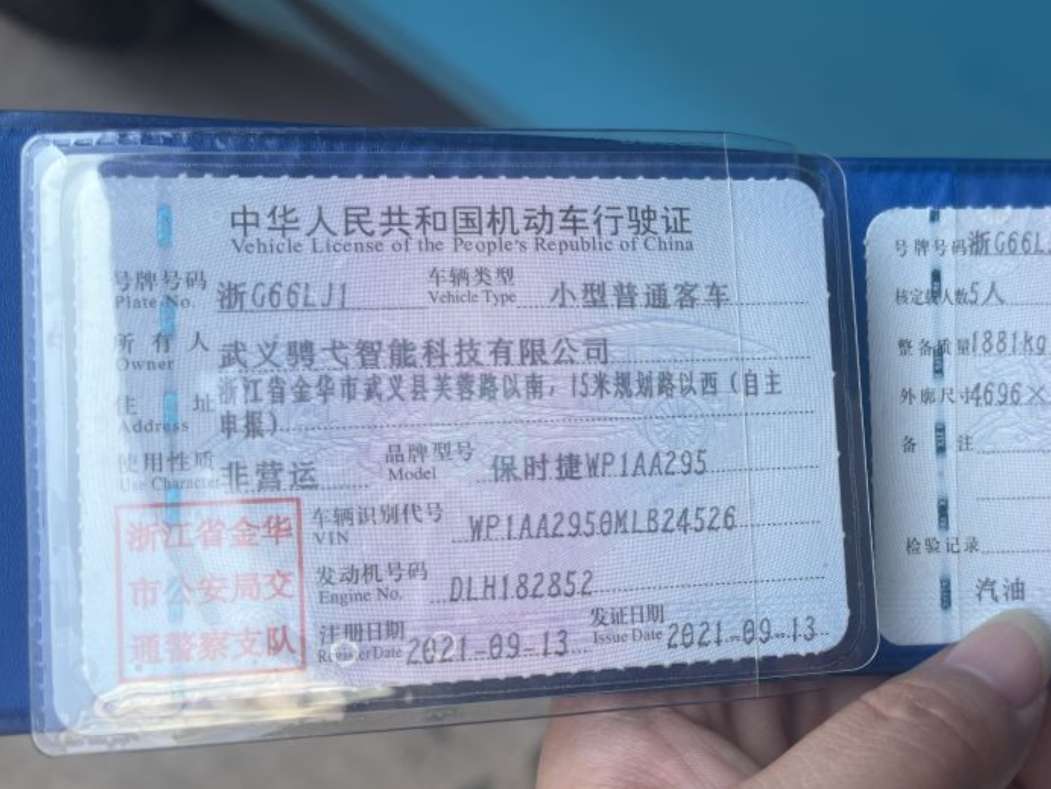 中华人民共和国机动车行驶证
Vehicle License of the People's Republic of China
号牌号码 浙G66LJ1 车辆类型 小型普通客车
Plate No. Vehicle Type
所有人 武义骋弋智能科技有限公司
Owner
住址 浙江省金华市武义县芙蓉路以南，15米规划路以西（自主
Address 申报）
使用性质 非营运 品牌型号 保时捷WP1AA295
Use Character Model
浙江省金华
市公安局交
通警察支队
车辆识别代号 WP1AA2950MLB24526
VIN
发动机号码 DLH182852
Engine No.
注册日期 2021-09-13 发证日期 2021-09-13
Register Date Issue Date
号牌号码 浙G66L
核定载人数 5人
整备质量 1881kg
外廓尺寸 4696×
备注
检验记录
汽油